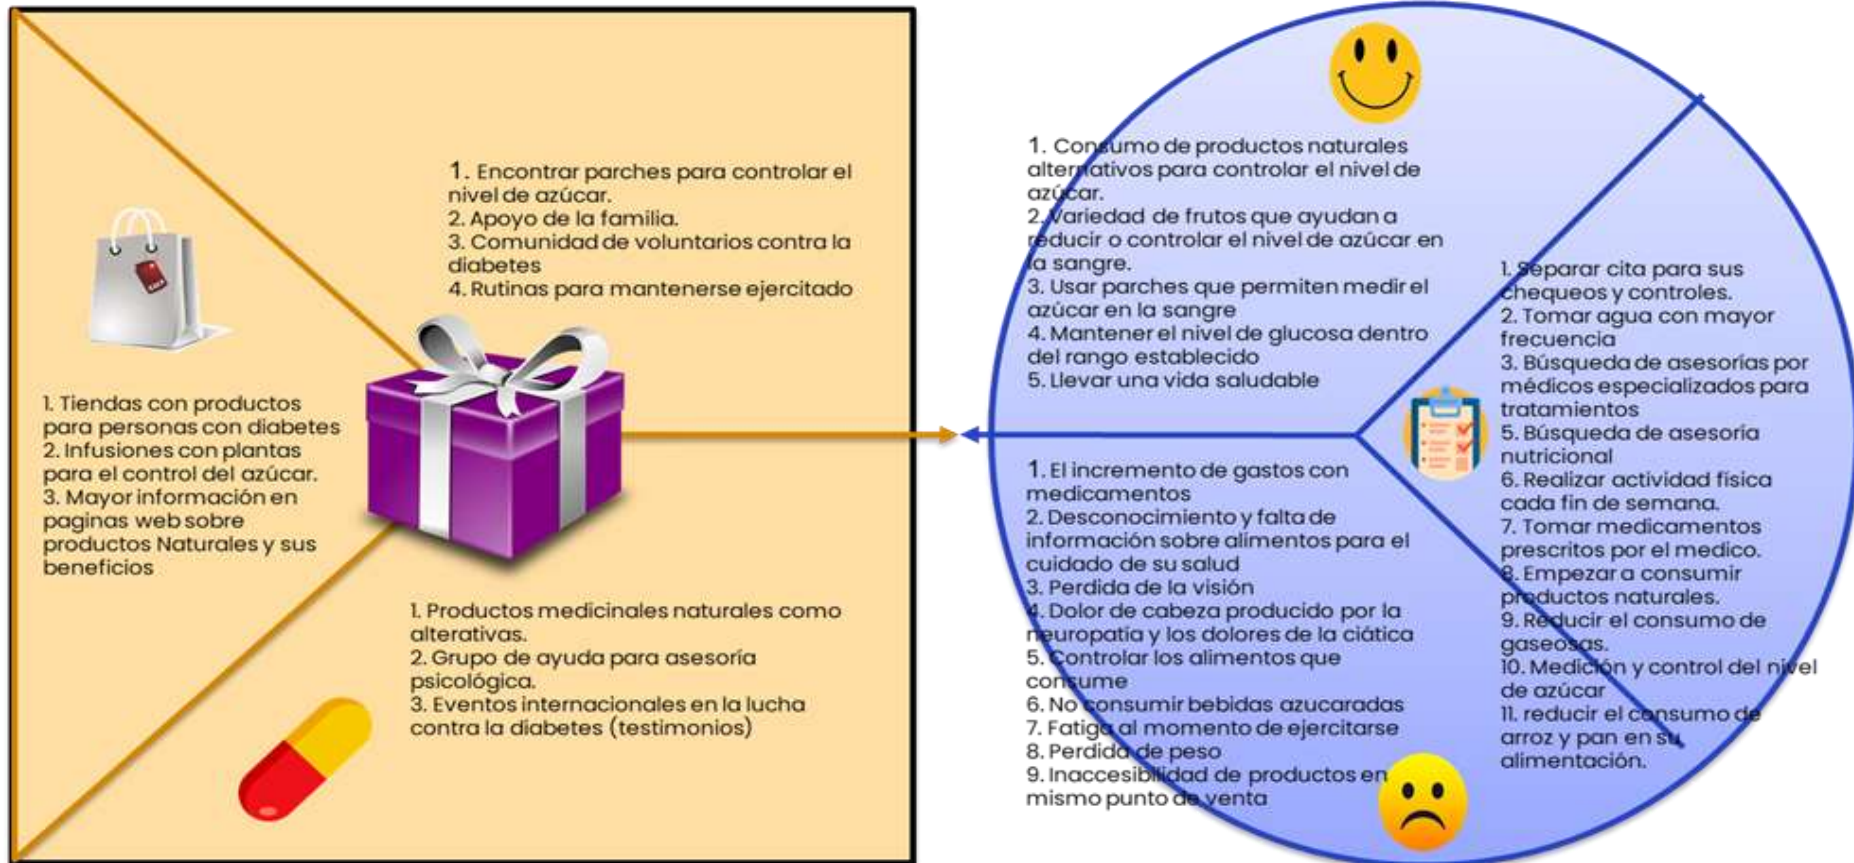 1. Encontrar parches para controlar el
nivel de azúcar.
2. Apoyo de la familia.
3. Comunidad de voluntarios contra la
diabetes
4. Rutinas para mantenerse ejercitado
1. Tiendas con productos
para personas con diabetes
2. Infusiones con plantas
para el control del azúcar.
3. Mayor información en
paginas web sobre
productos Naturales y sus
beneficios
1. Productos medicinales naturales como
alterativas.
2. Grupo de ayuda para asesoría
psicológica.
3. Eventos internacionales en la lucha
contra la diabetes (testimonios)
1. Consumo de productos naturales
alternativos para controlar el nivel de
azúcar.
2. Variedad de frutos que ayudan a
reducir o controlar el nivel de azúcar en
la sangre.
3. Usar parches que permiten medir el
azúcar en la sangre
4. Mantener el nivel de glucosa dentro
del rango establecido
5. Llevar una vida saludable
1. Separar cita para sus
chequeos y controles.
2. Tomar agua con mayor
frecuencia
3. Búsqueda de asesorías por
médicos especializados para
tratamientos
5. Búsqueda de asesoría
nutricional
6. Realizar actividad física
cada fin de semana.
7. Tomar medicamentos
prescritos por el medico.
8. Empezar a consumir
productos naturales.
9. Reducir el consumo de
gaseosas.
10. Medición y control del nivel
de azúcar
11. reducir el consumo de
arroz y pan en su
alimentación.
1. El incremento de gastos con
medicamentos
2. Desconocimiento y falta de
información sobre alimentos para el
cuidado de su salud
3. Perdida de la visión
4. Dolor de cabeza producido por la
neuropatía y los dolores de la ciática
5. Controlar los alimentos que
consume
6. No consumir bebidas azucaradas
7. Fatiga al momento de ejercitarse
8. Perdida de peso
9. Inaccesibilidad de productos en
mismo punto de venta